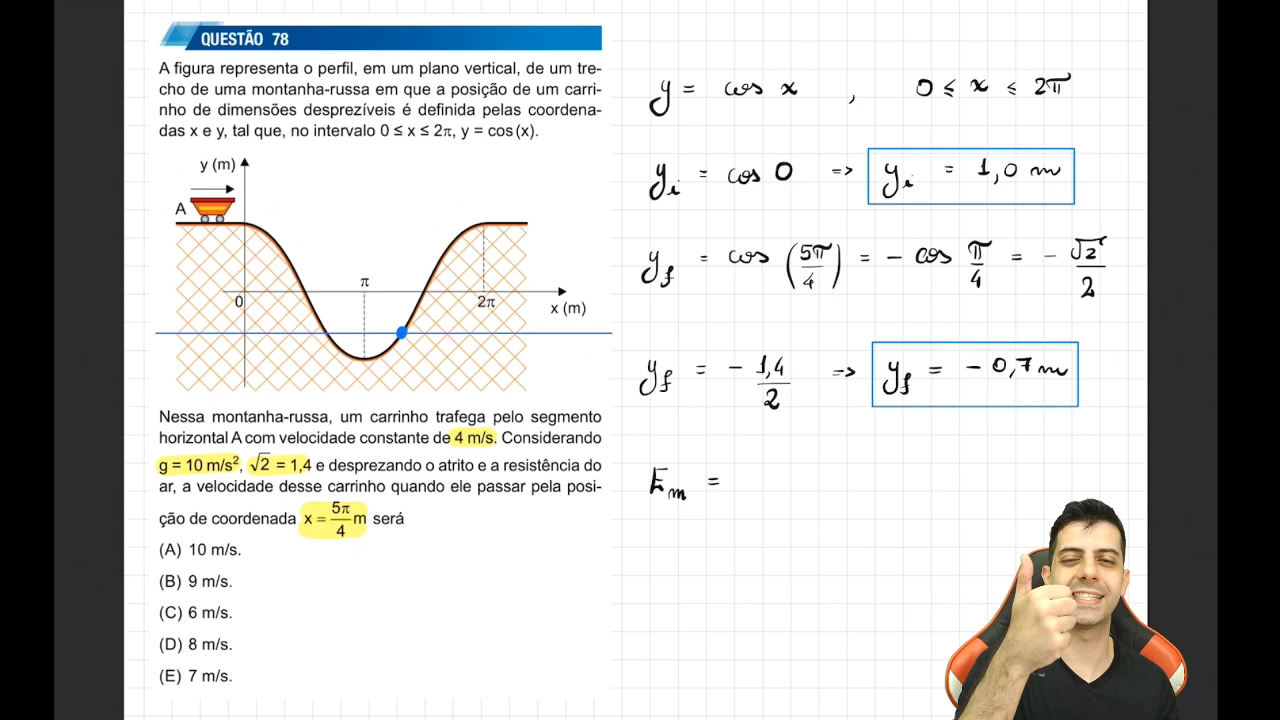 QUESTÃO 78
A figura representa o perfil, em um plano vertical, de um tre-
cho de uma montanha-russa em que a posição de um carri-
nho de dimensões desprezíveis é definida pelas coordena-
das x e y, tal que, no intervalo 0 ≤ x ≤ 2π, y = cos (x).
y (m)
A
π
0
2π
x (m)
Nessa montanha-russa, um carrinho trafega pelo segmento
horizontal A com velocidade constante de 4 m/s. Considerando
g = 10 m/s², √2 = 1,4 e desprezando o atrito e a resistência do
ar, a velocidade desse carrinho quando ele passar pela posi-
ção de coordenada x = 5π/4 m será
(A) 10 m/s.
(B) 9 m/s.
(C) 6 m/s.
(D) 8 m/s.
(E) 7 m/s.
y = cos x , 0 ≤ x ≤ 2π
yi = cos 0 => yi = 1,0 m
yf = cos (5π/4) = - cos π/4 = - √2/2
yf = - 1,4/2 => yf = - 0,7 m
Em =